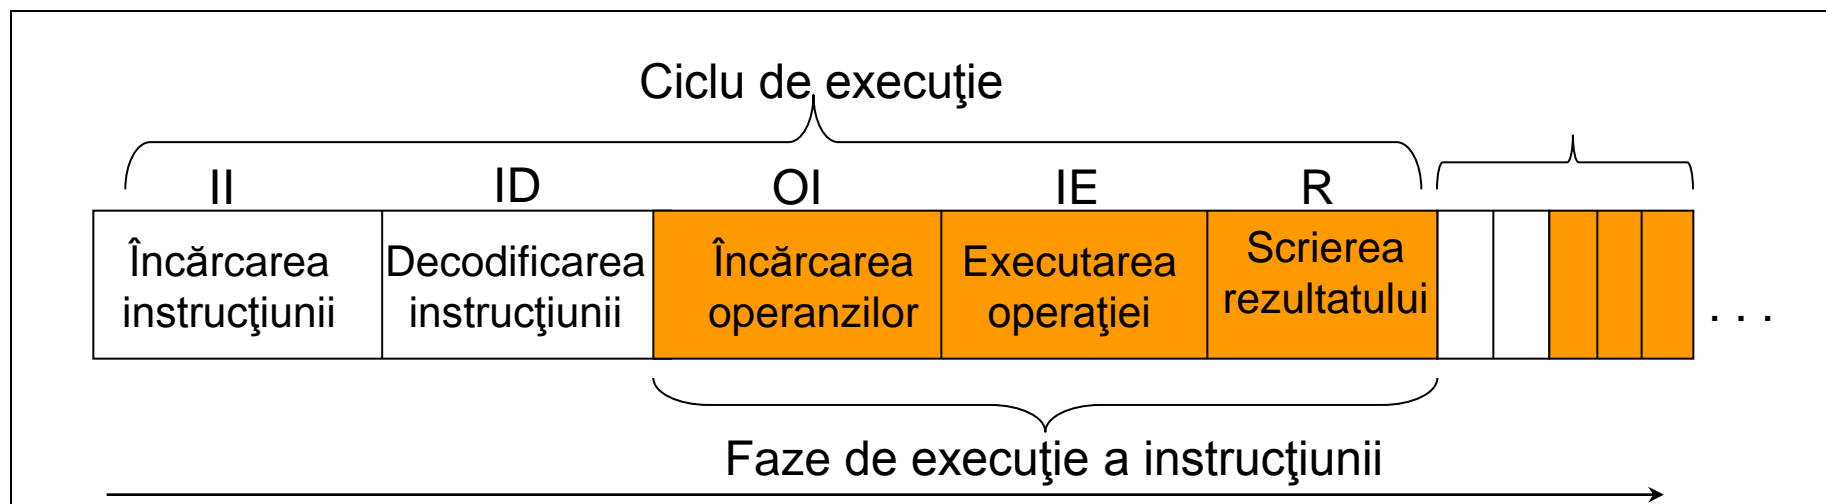 Ciclu de execuţie
II ID OI IE R
Încărcarea instrucţiunii
Decodificarea instrucţiunii
Încărcarea operanzilor
Executarea operaţiei
Scrierea rezultatului
. . .
Faze de execuţie a instrucţiunii